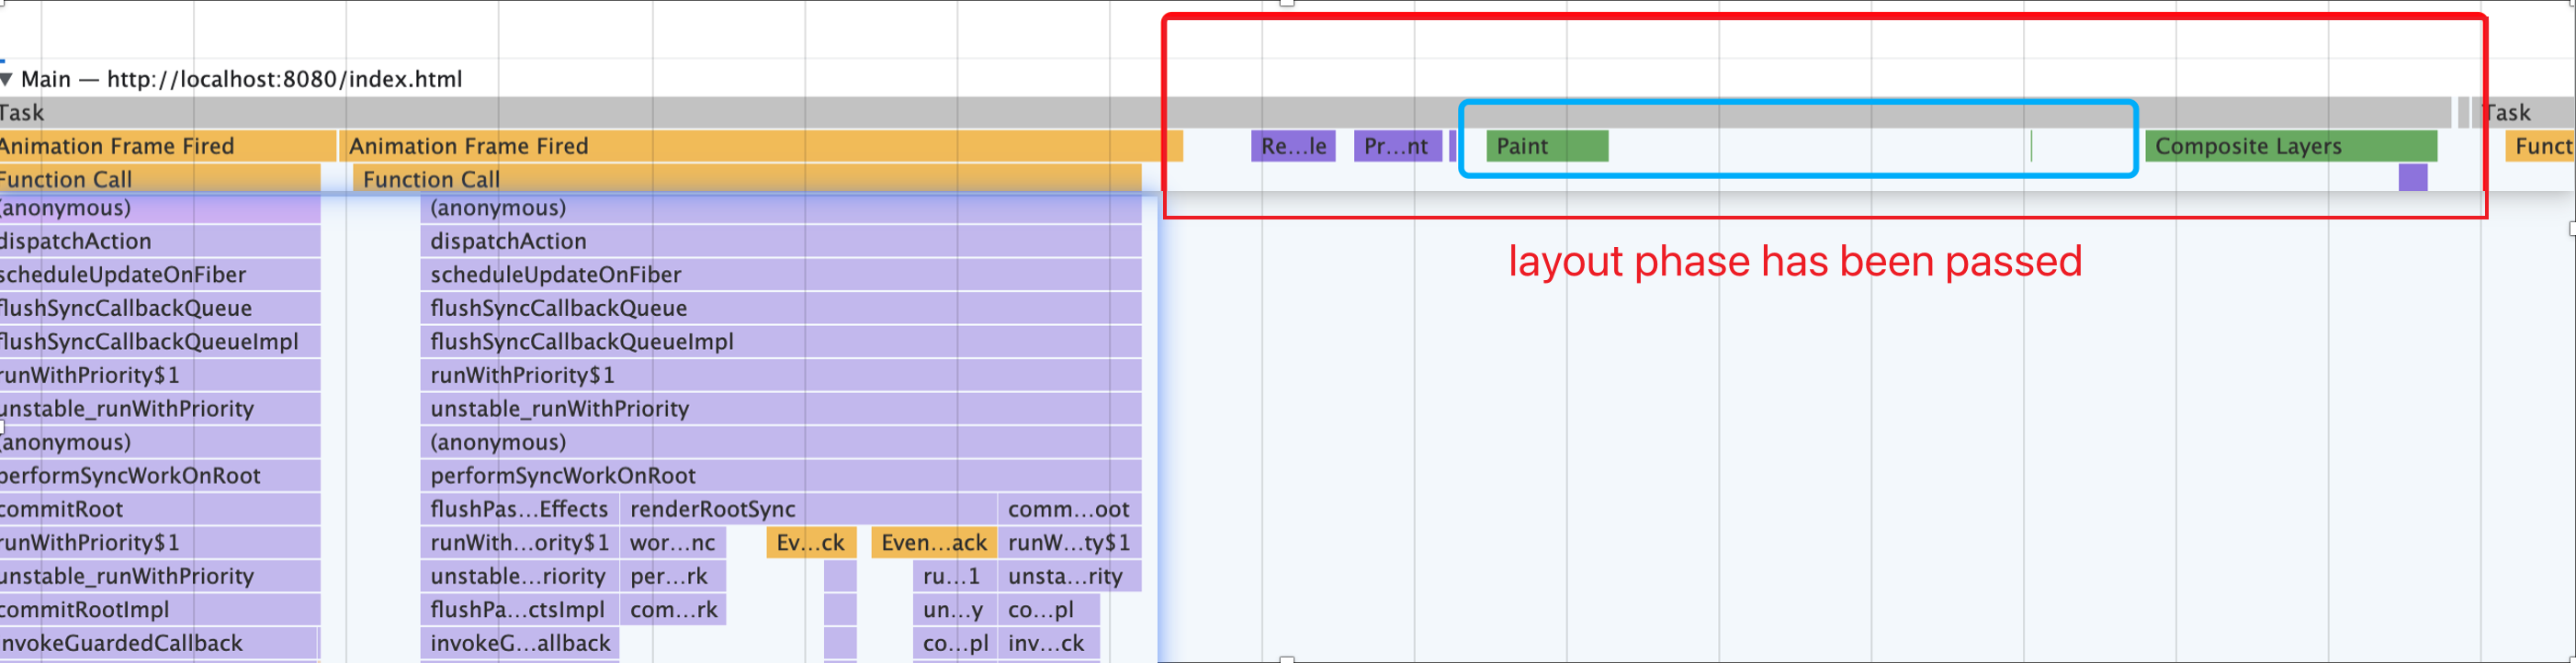 ▼ Main — http://localhost:8080/index.html
Task Task
Animation Frame Fired Animation Frame Fired Re…le Pr…nt Paint Composite Layers Funct
Function Call Function Call
(anonymous) (anonymous)
dispatchAction dispatchAction
layout phase has been passed
scheduleUpdateOnFiber scheduleUpdateOnFiber
flushSyncCallbackQueue flushSyncCallbackQueue
flushSyncCallbackQueueImpl flushSyncCallbackQueueImpl
runWithPriority$1 runWithPriority$1
unstable_runWithPriority unstable_runWithPriority
(anonymous) (anonymous)
performSyncWorkOnRoot performSyncWorkOnRoot
commitRoot flushPas…Effects renderRootSync comm…oot
runWithPriority$1 runWith…ority$1 wor…nc Ev…ck Even…ack runW…ty$1
unstable_runWithPriority unstable…riority per…rk ru…1 unsta…rity
commitRootImpl flushPa…ctsImpl com…rk un…y co…pl
nvokeGuardedCallback invokeG…allback co…pl inv…ck